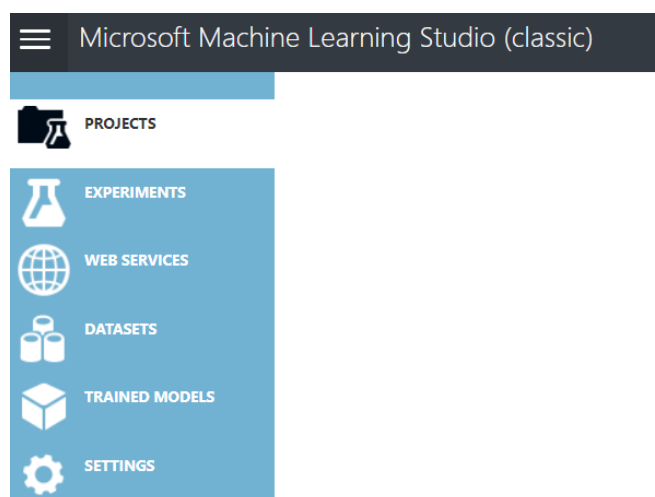 Microsoft Machine Learning Studio (classic)
PROJECTS
EXPERIMENTS
WEB SERVICES
DATASETS
TRAINED MODELS
SETTINGS